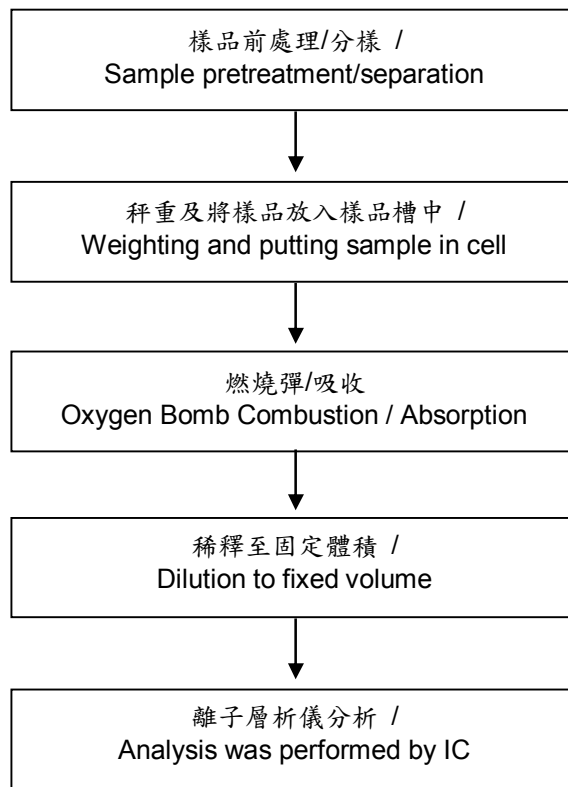 樣品前處理/分樣 /
Sample pretreatment/separation
秤重及將樣品放入樣品槽中 /
Weighting and putting sample in cell
燃燒彈/吸收
Oxygen Bomb Combustion / Absorption
稀釋至固定體積 /
Dilution to fixed volume
離子層析儀分析 /
Analysis was performed by IC